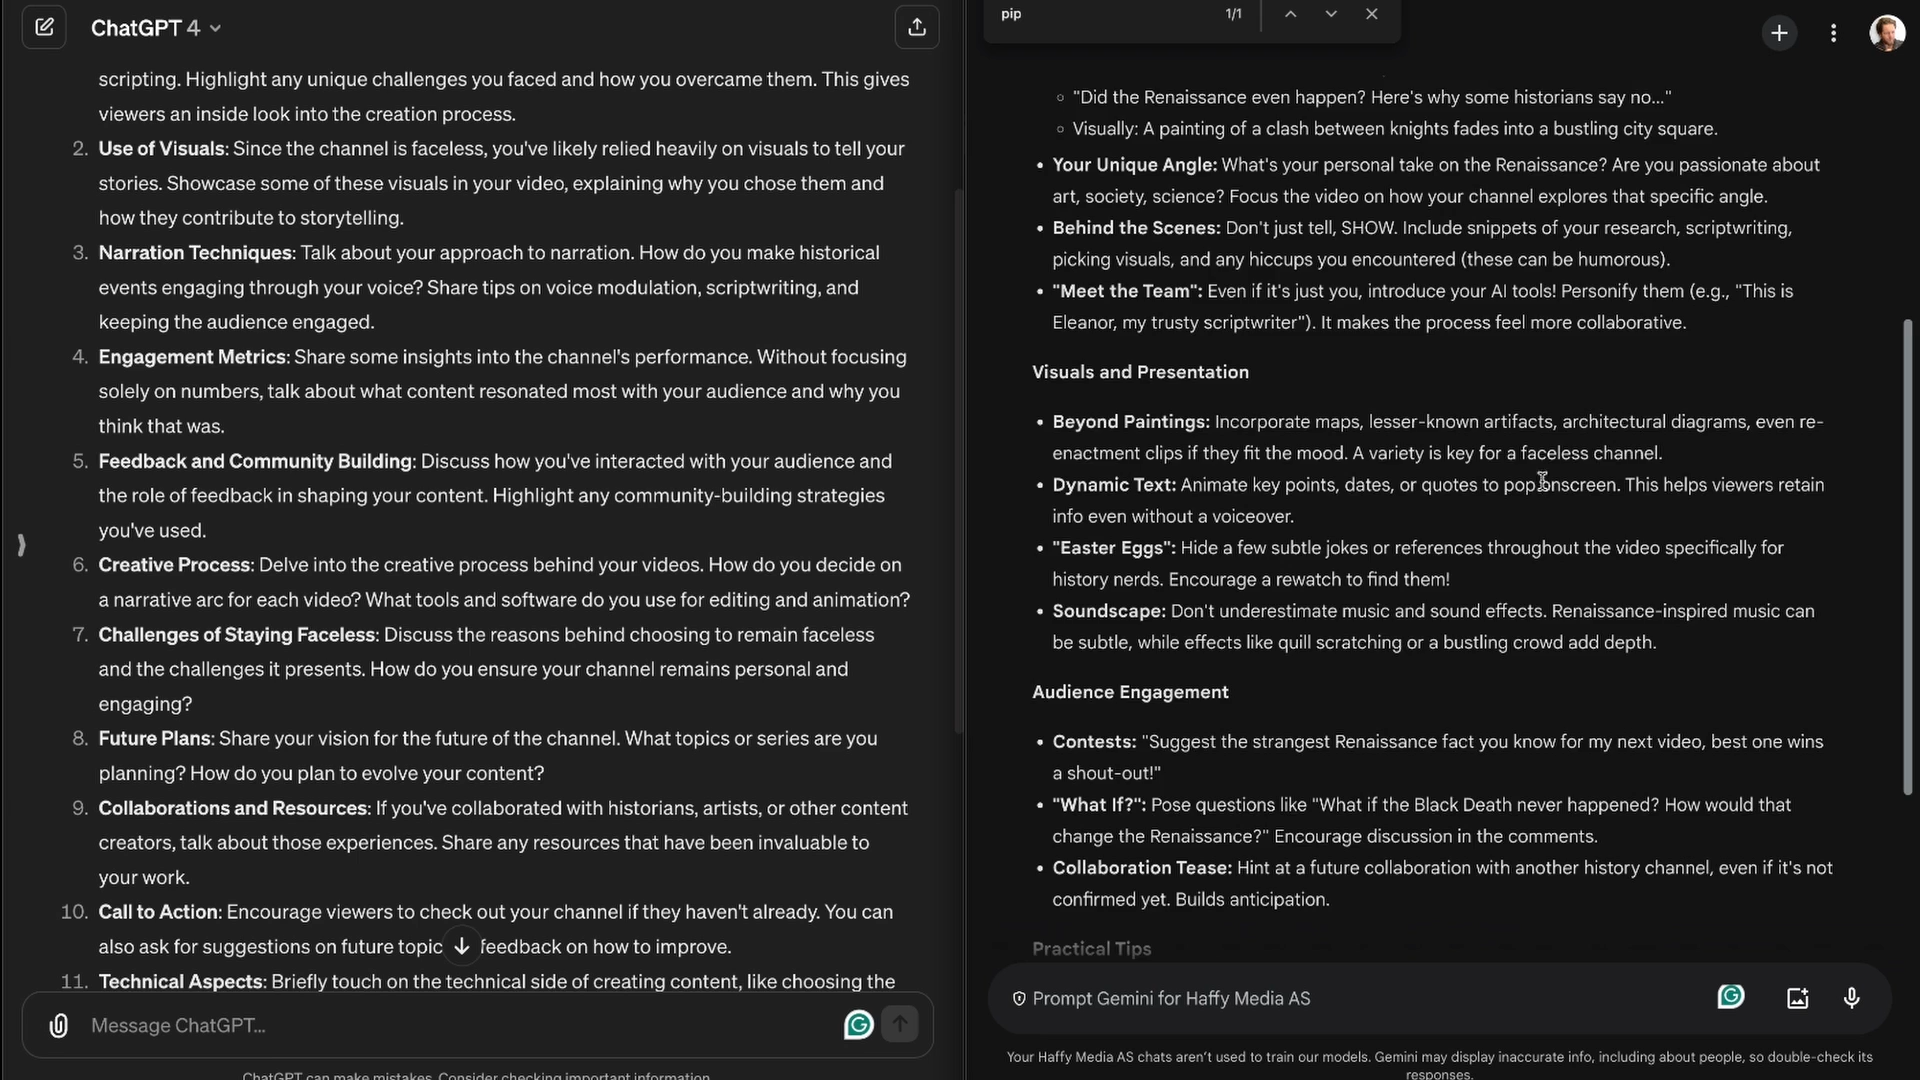 ChatGPT 4
scripting. Highlight any unique challenges you faced and how you overcame them. This gives
viewers an inside look into the creation process.
2. Use of Visuals: Since the channel is faceless, you've likely relied heavily on visuals to tell your
stories. Showcase some of these visuals in your video, explaining why you chose them and
how they contribute to storytelling.
3. Narration Techniques: Talk about your approach to narration. How do you make historical
events engaging through your voice? Share tips on voice modulation, scriptwriting, and
keeping the audience engaged.
4. Engagement Metrics: Share some insights into the channel's performance. Without focusing
solely on numbers, talk about what content resonated most with your audience and why you
think that was.
5. Feedback and Community Building: Discuss how you've interacted with your audience and
the role of feedback in shaping your content. Highlight any community-building strategies
you've used.
6. Creative Process: Delve into the creative process behind your videos. How do you decide on
a narrative arc for each video? What tools and software do you use for editing and animation?
7. Challenges of Staying Faceless: Discuss the reasons behind choosing to remain faceless
and the challenges it presents. How do you ensure your channel remains personal and
engaging?
8. Future Plans: Share your vision for the future of the channel. What topics or series are you
planning? How do you plan to evolve your content?
9. Collaborations and Resources: If you've collaborated with historians, artists, or other content
creators, talk about those experiences. Share any resources that have been invaluable to
your work.
10. Call to Action: Encourage viewers to check out your channel if they haven't already. You can
also ask for suggestions on future topic feedback on how to improve.
11. Technical Aspects: Briefly touch on the technical side of creating content, like choosing the
Message ChatGPT...
ChatGPT can make mistakes. Consider checking important information.
pip 1/1
○ "Did the Renaissance even happen? Here's why some historians say no..."
○ Visually: A painting of a clash between knights fades into a bustling city square.
• Your Unique Angle: What's your personal take on the Renaissance? Are you passionate about
art, society, science? Focus the video on how your channel explores that specific angle.
• Behind the Scenes: Don't just tell, SHOW. Include snippets of your research, scriptwriting,
picking visuals, and any hiccups you encountered (these can be humorous).
• "Meet the Team": Even if it's just you, introduce your AI tools! Personify them (e.g., "This is
Eleanor, my trusty scriptwriter"). It makes the process feel more collaborative.
Visuals and Presentation
• Beyond Paintings: Incorporate maps, lesser-known artifacts, architectural diagrams, even re-
enactment clips if they fit the mood. A variety is key for a faceless channel.
• Dynamic Text: Animate key points, dates, or quotes to pop onscreen. This helps viewers retain
info even without a voiceover.
• "Easter Eggs": Hide a few subtle jokes or references throughout the video specifically for
history nerds. Encourage a rewatch to find them!
• Soundscape: Don't underestimate music and sound effects. Renaissance-inspired music can
be subtle, while effects like quill scratching or a bustling crowd add depth.
Audience Engagement
• Contests: "Suggest the strangest Renaissance fact you know for my next video, best one wins
a shout-out!"
• "What If?": Pose questions like "What if the Black Death never happened? How would that
change the Renaissance?" Encourage discussion in the comments.
• Collaboration Tease: Hint at a future collaboration with another history channel, even if it's not
confirmed yet. Builds anticipation.
Practical Tips
Prompt Gemini for Haffy Media AS
Your Haffy Media AS chats aren't used to train our models. Gemini may display inaccurate info, including about people, so double-check its
responses.